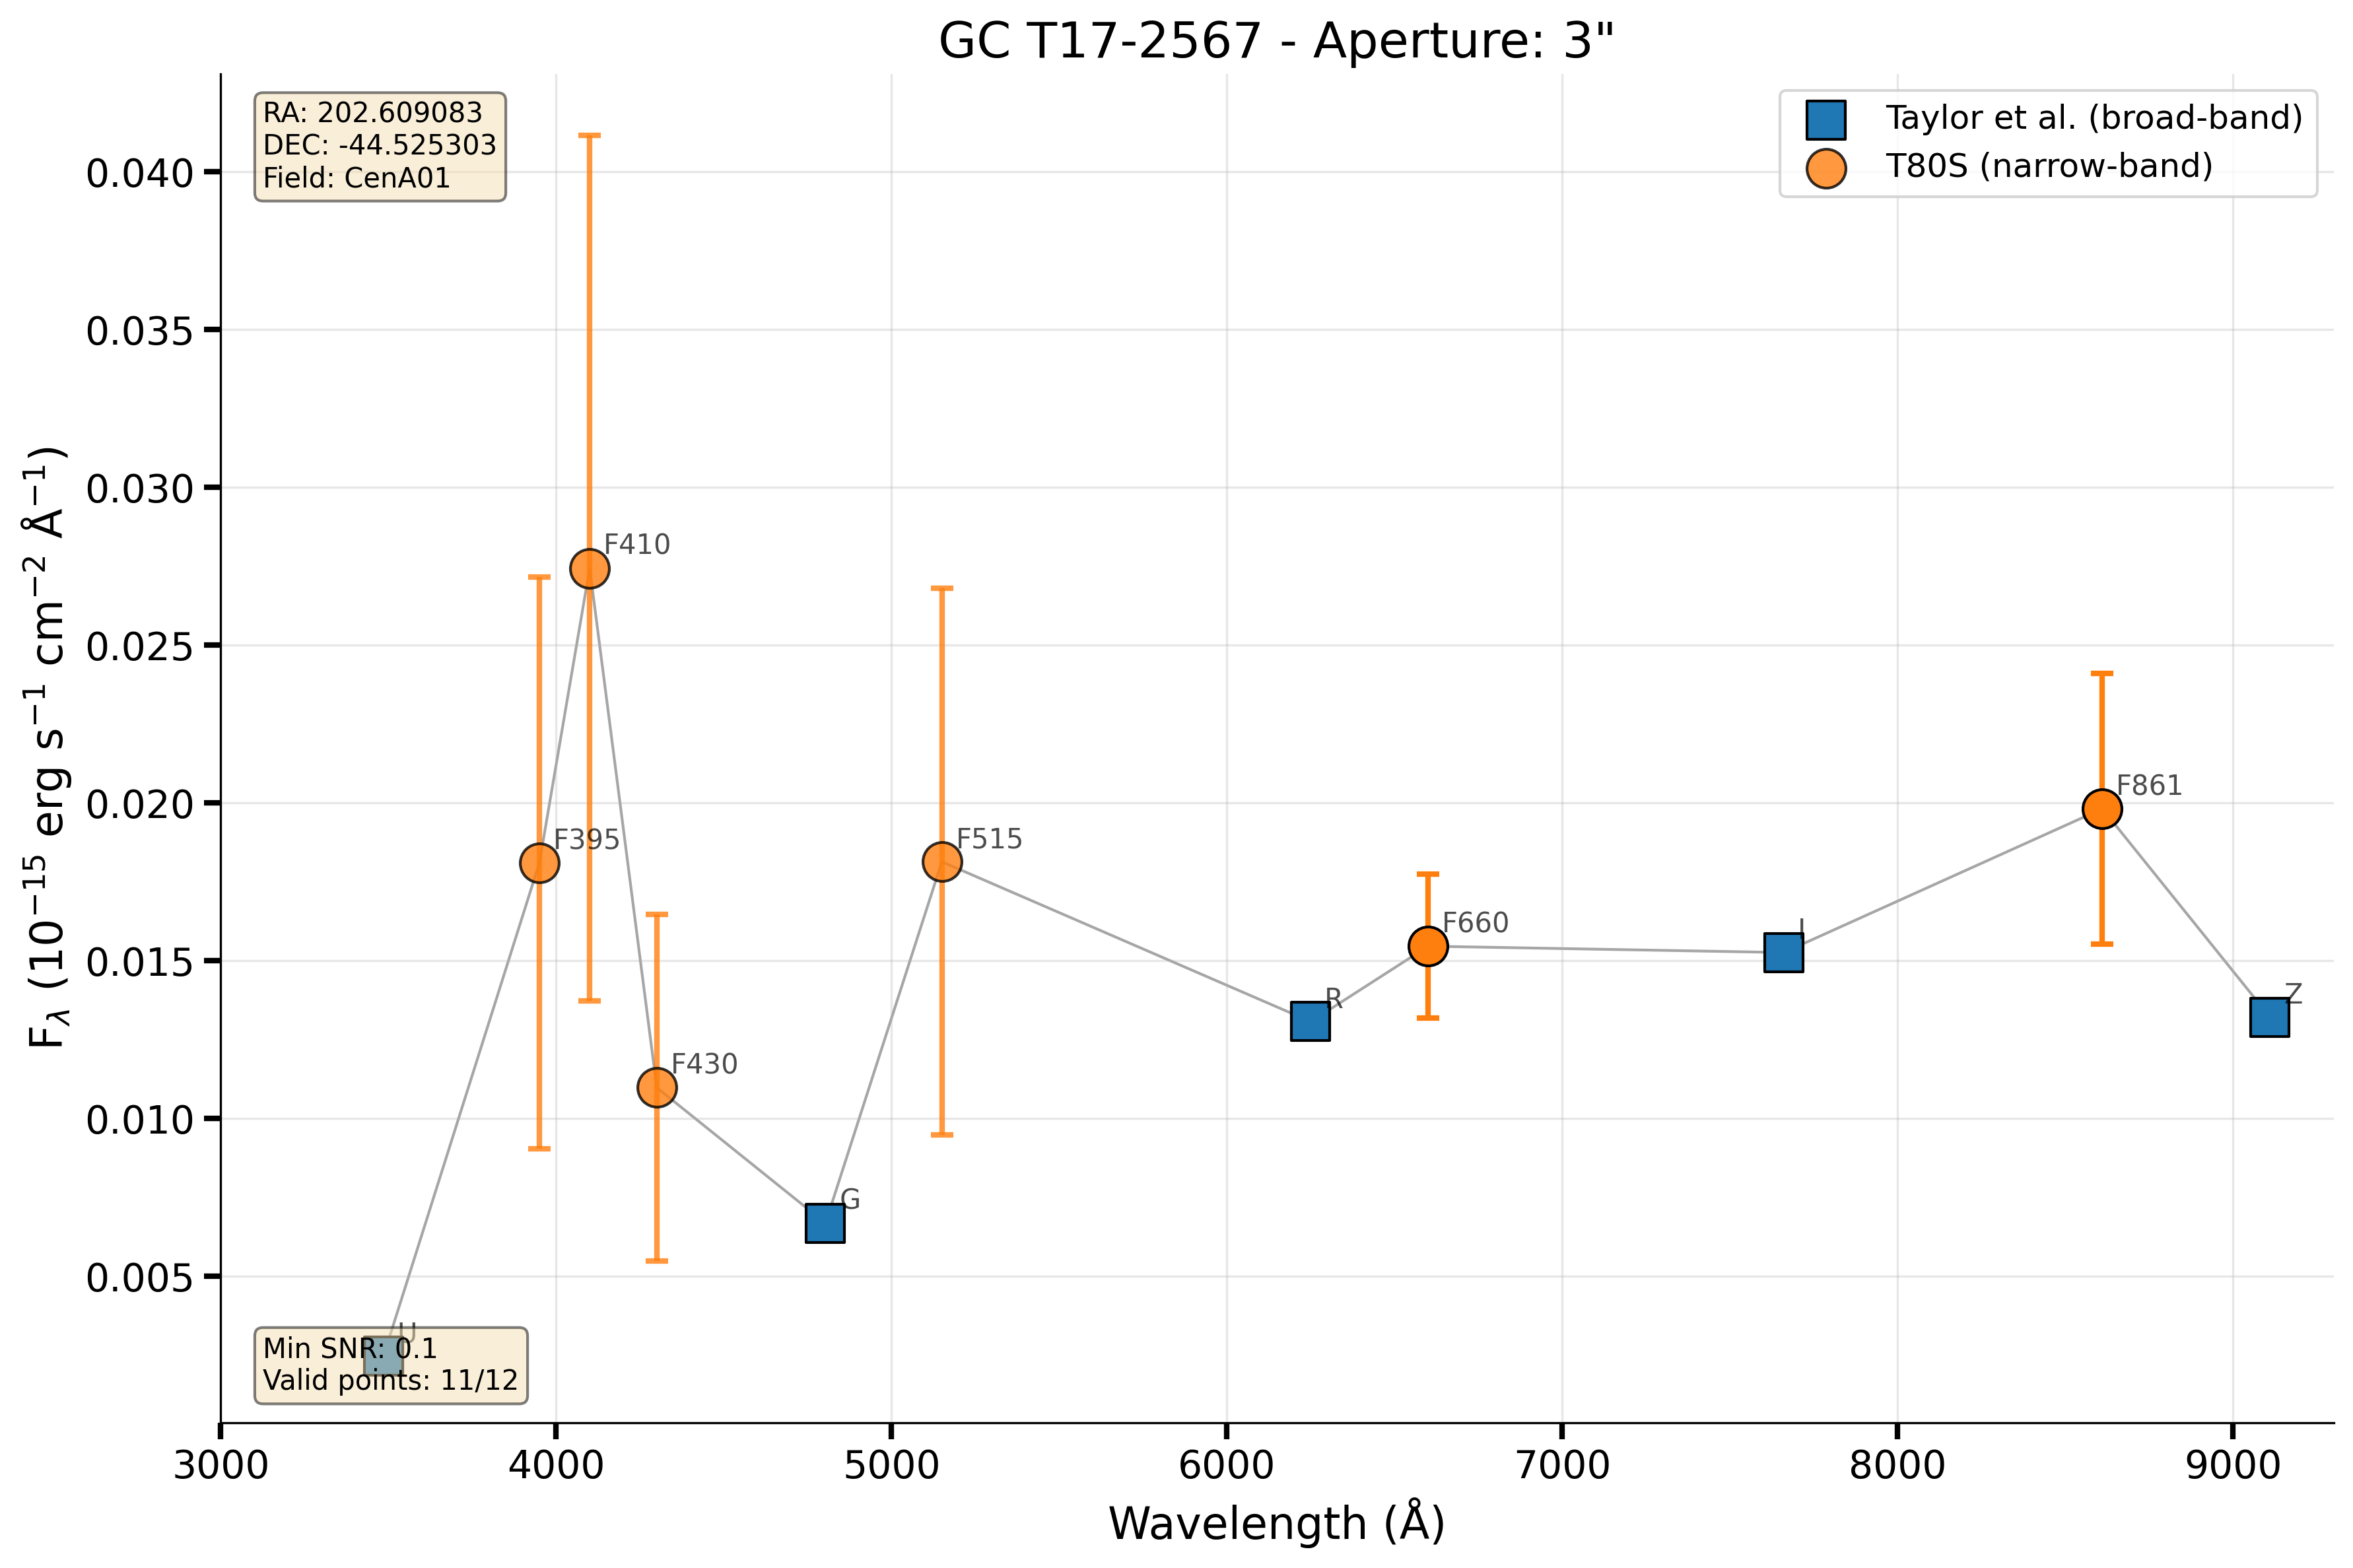 GC T17-2567 - Aperture: 3"
RA: 202.609083
DEC: -44.525303
Field: CenA01
Taylor et al. (broad-band)
T80S (narrow-band)
F$_{\lambda}$ (10$^{-15}$ erg s$^{-1}$ cm$^{-2}$ Å$^{-1}$)
0.040
0.035
0.030
0.025
0.020
0.015
0.010
0.005
F410
F395
F515
F861
F660
I
R
Z
F430
G
U
Min SNR: 0.1
Valid points: 11/12
3000 4000 5000 6000 7000 8000 9000
Wavelength (Å)